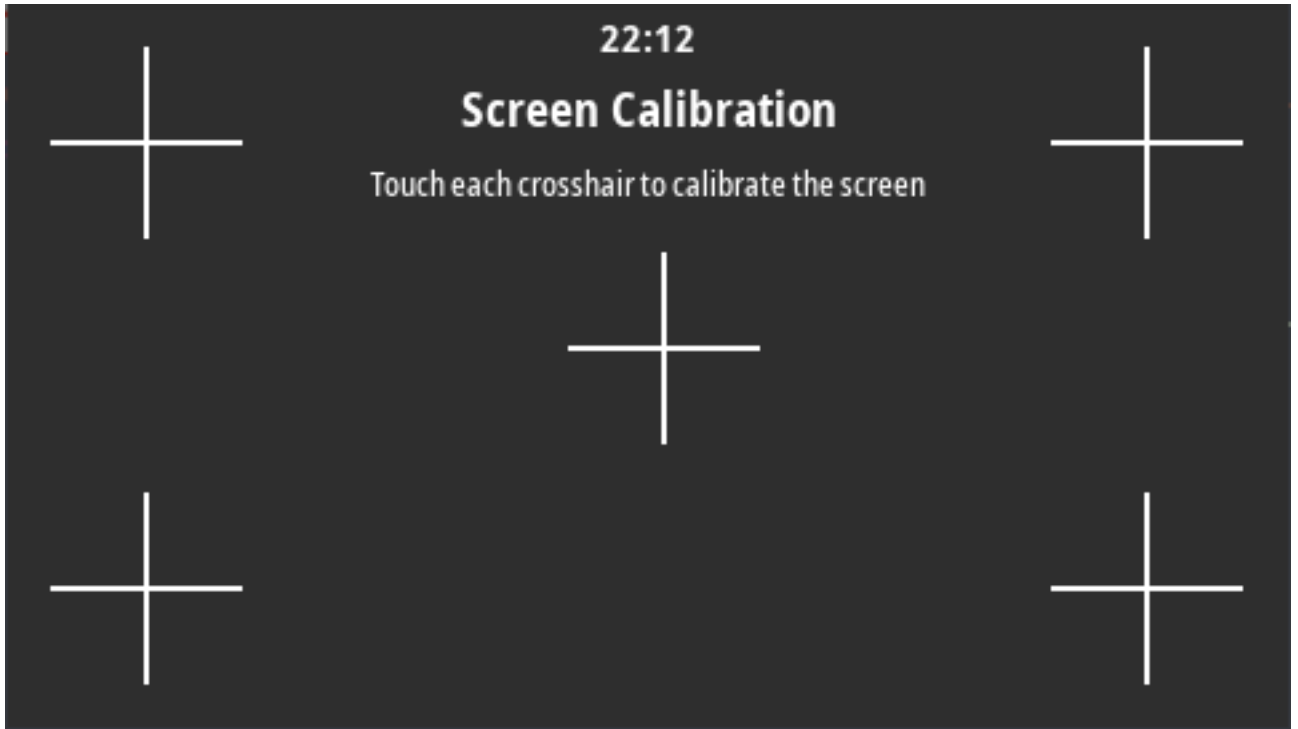 22:12
Screen Calibration
Touch each crosshair to calibrate the screen